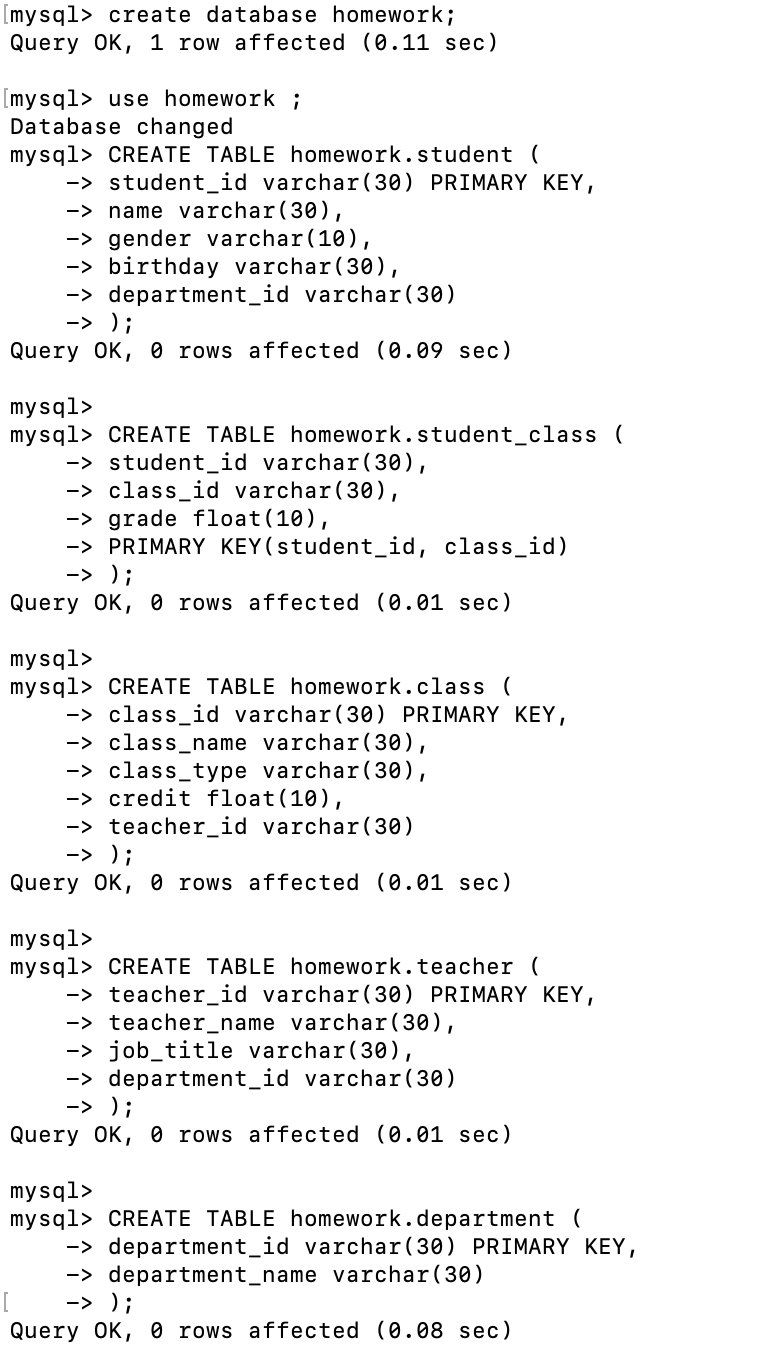 [mysql> create database homework;
Query OK, 1 row affected (0.11 sec)

[mysql> use homework ;
Database changed
mysql> CREATE TABLE homework.student (
    -> student_id varchar(30) PRIMARY KEY,
    -> name varchar(30),
    -> gender varchar(10),
    -> birthday varchar(30),
    -> department_id varchar(30)
    -> );
Query OK, 0 rows affected (0.09 sec)

mysql>
mysql> CREATE TABLE homework.student_class (
    -> student_id varchar(30),
    -> class_id varchar(30),
    -> grade float(10),
    -> PRIMARY KEY(student_id, class_id)
    -> );
Query OK, 0 rows affected (0.01 sec)

mysql>
mysql> CREATE TABLE homework.class (
    -> class_id varchar(30) PRIMARY KEY,
    -> class_name varchar(30),
    -> class_type varchar(30),
    -> credit float(10),
    -> teacher_id varchar(30)
    -> );
Query OK, 0 rows affected (0.01 sec)

mysql>
mysql> CREATE TABLE homework.teacher (
    -> teacher_id varchar(30) PRIMARY KEY,
    -> teacher_name varchar(30),
    -> job_title varchar(30),
    -> department_id varchar(30)
    -> );
Query OK, 0 rows affected (0.01 sec)

mysql>
mysql> CREATE TABLE homework.department (
    -> department_id varchar(30) PRIMARY KEY,
    -> department_name varchar(30)
[    -> );
Query OK, 0 rows affected (0.08 sec)